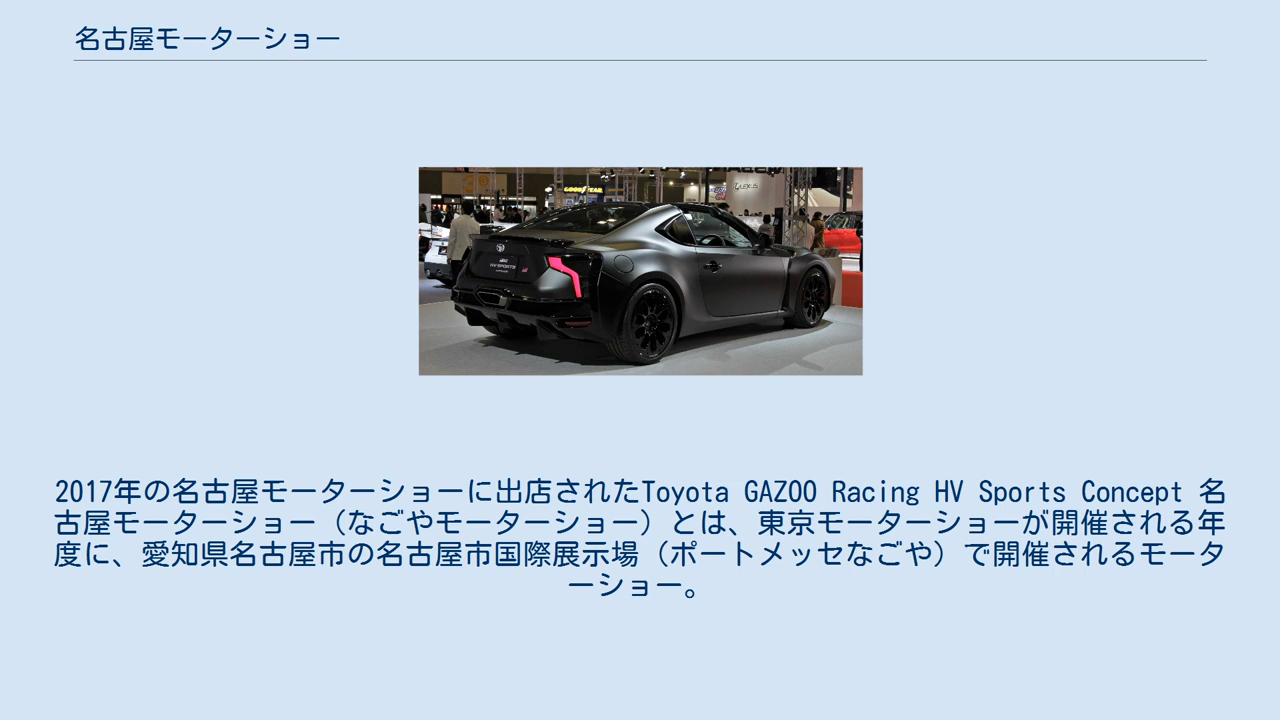 名古屋モーターショー
GOODYEAR
LEXUS
HV SPORTS
2017年の名古屋モーターショーに出店されたToyota GAZOO Racing HV Sports Concept 名
古屋モーターショー（なごやモーターショー）とは、東京モーターショーが開催される年
度に、愛知県名古屋市の名古屋市国際展示場（ポートメッセなごや）で開催されるモータ
ーショー。